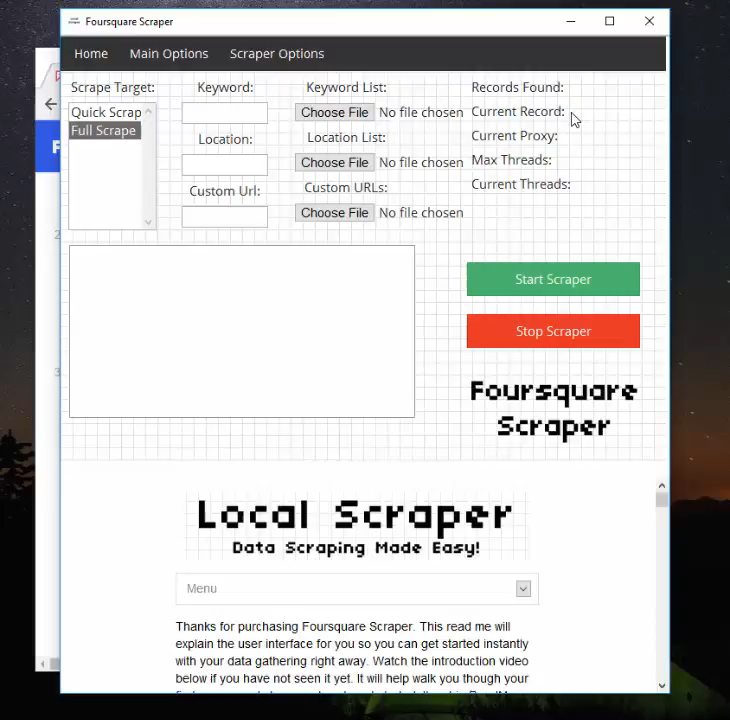 Foursquare Scraper
Home Main Options Scraper Options
Scrape Target: Keyword: Keyword List: Records Found:
Quick Scrap Choose File No file chosen Current Record:
Full Scrape Location: Location List: Current Proxy:
Choose File No file chosen Max Threads:
Custom Url: Custom URLs: Current Threads:
Choose File No file chosen
Start Scraper
Stop Scraper
Foursquare
Scraper
Local Scraper
Data Scraping Made Easy!
Menu
Thanks for purchasing Foursquare Scraper. This read me will
explain the user interface for you so you can get started instantly
with your data gathering right away. Watch the introduction video
below if you have not seen it yet. It will help walk you though your